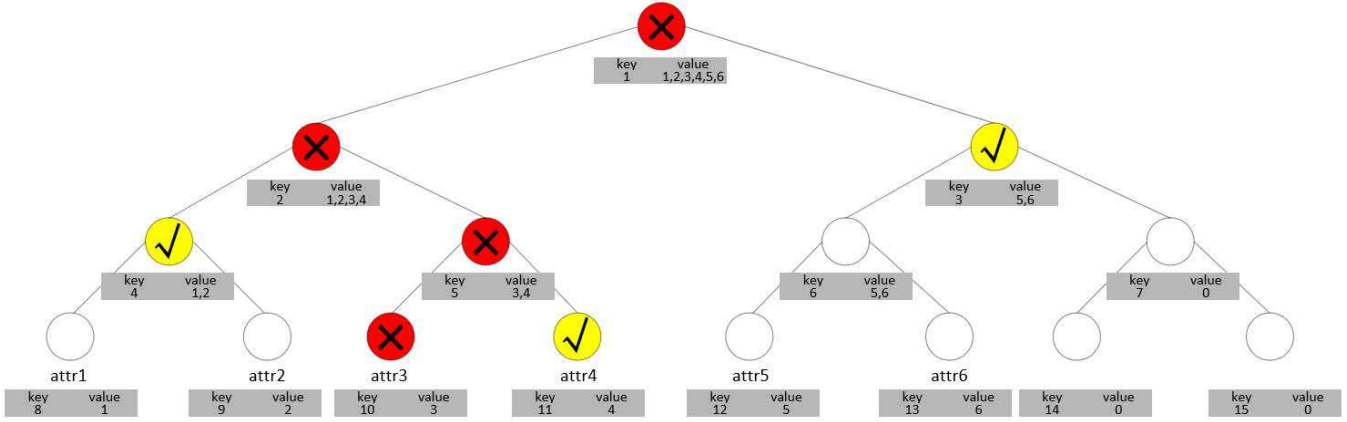 key value
1 1,2,3,4,5,6
key value
2 1,2,3,4
key value
3 5,6
key value
4 1,2
key value
5 3,4
key value
6 5,6
key value
7 0
attr1
key value
8 1
attr2
key value
9 2
attr3
key value
10 3
attr4
key value
11 4
attr5
key value
12 5
attr6
key value
13 6
key value
14 0
key value
15 0